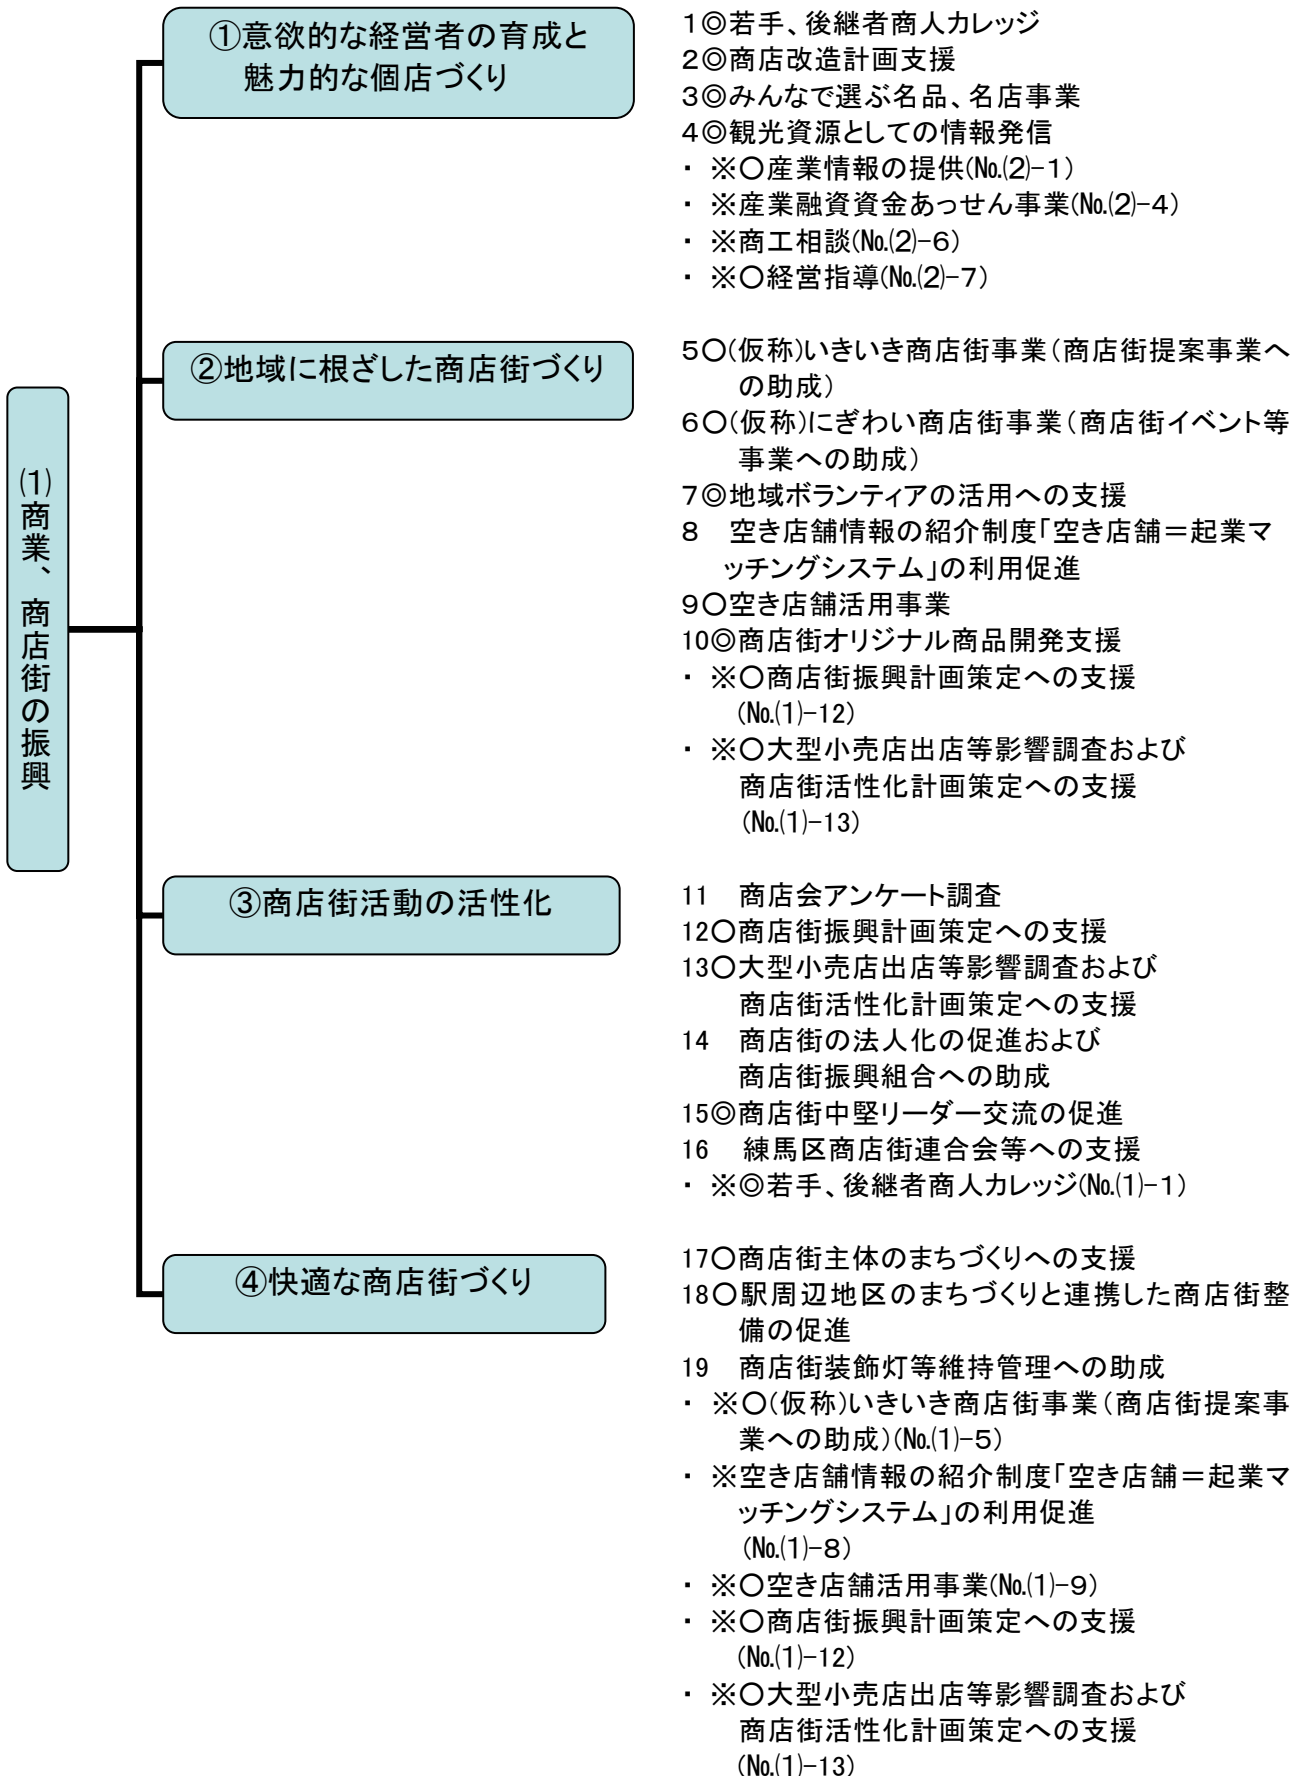 ⑴商業、商店街の振興
①意欲的な経営者の育成と
魅力的な個店づくり
1◎若手、後継者商人カレッジ
2◎商店改造計画支援
3◎みんなで選ぶ名品、名店事業
4◎観光資源としての情報発信
・ ※○産業情報の提供(№⑵-1)
・ ※産業融資資金あっせん事業(№⑵-4)
・ ※商工相談(№⑵-6)
・ ※○経営指導(№⑵-7)
②地域に根ざした商店街づくり
5○(仮称)いきいき商店街事業(商店街提案事業へ
の助成)
6○(仮称)にぎわい商店街事業(商店街イベント等
事業への助成)
7◎地域ボランティアの活用への支援
8 空き店舗情報の紹介制度「空き店舗=起業マ
ッチングシステム」の利用促進
9○空き店舗活用事業
10◎商店街オリジナル商品開発支援
・ ※○商店街振興計画策定への支援
(№⑴-12)
・ ※○大型小売店出店等影響調査および
商店街活性化計画策定への支援
(№⑴-13)
③商店街活動の活性化
11 商店会アンケート調査
12○商店街振興計画策定への支援
13○大型小売店出店等影響調査および
商店街活性化計画策定への支援
14 商店街の法人化の促進および
商店街振興組合への助成
15◎商店街中堅リーダー交流の促進
16 練馬区商店街連合会等への支援
・ ※◎若手、後継者商人カレッジ(№⑴-1)
④快適な商店街づくり
17○商店街主体のまちづくりへの支援
18○駅周辺地区のまちづくりと連携した商店街整
備の促進
19 商店街装飾灯等維持管理への助成
・ ※○(仮称)いきいき商店街事業(商店街提案事
業への助成)(№⑴-5)
・ ※空き店舗情報の紹介制度「空き店舗=起業マ
ッチングシステム」の利用促進
(№⑴-8)
・ ※○空き店舗活用事業(№⑴-9)
・ ※○商店街振興計画策定への支援
(№⑴-12)
・ ※○大型小売店出店等影響調査および
商店街活性化計画策定への支援
(№⑴-13)